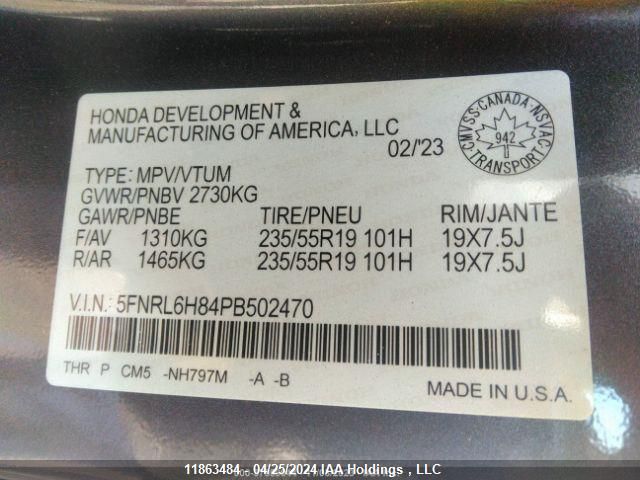 HONDA DEVELOPMENT &
MANUFACTURING OF AMERICA, LLC
02/'23
CMVSS·CANADA·NSVAC
942
TRANSPORT
TYPE: MPV/VTUM
GVWR/PNBV 2730KG
GAWR/PNBE TIRE/PNEU RIM/JANTE
F/AV 1310KG 235/55R19 101H 19X7.5J
R/AR 1465KG 235/55R19 101H 19X7.5J
V.I.N.: 5FNRL6H84PB502470
THR P CM5 -NH797M -A -B
MADE IN U.S.A.
11863484 - 04/25/2024 IAA Holdings , LLC